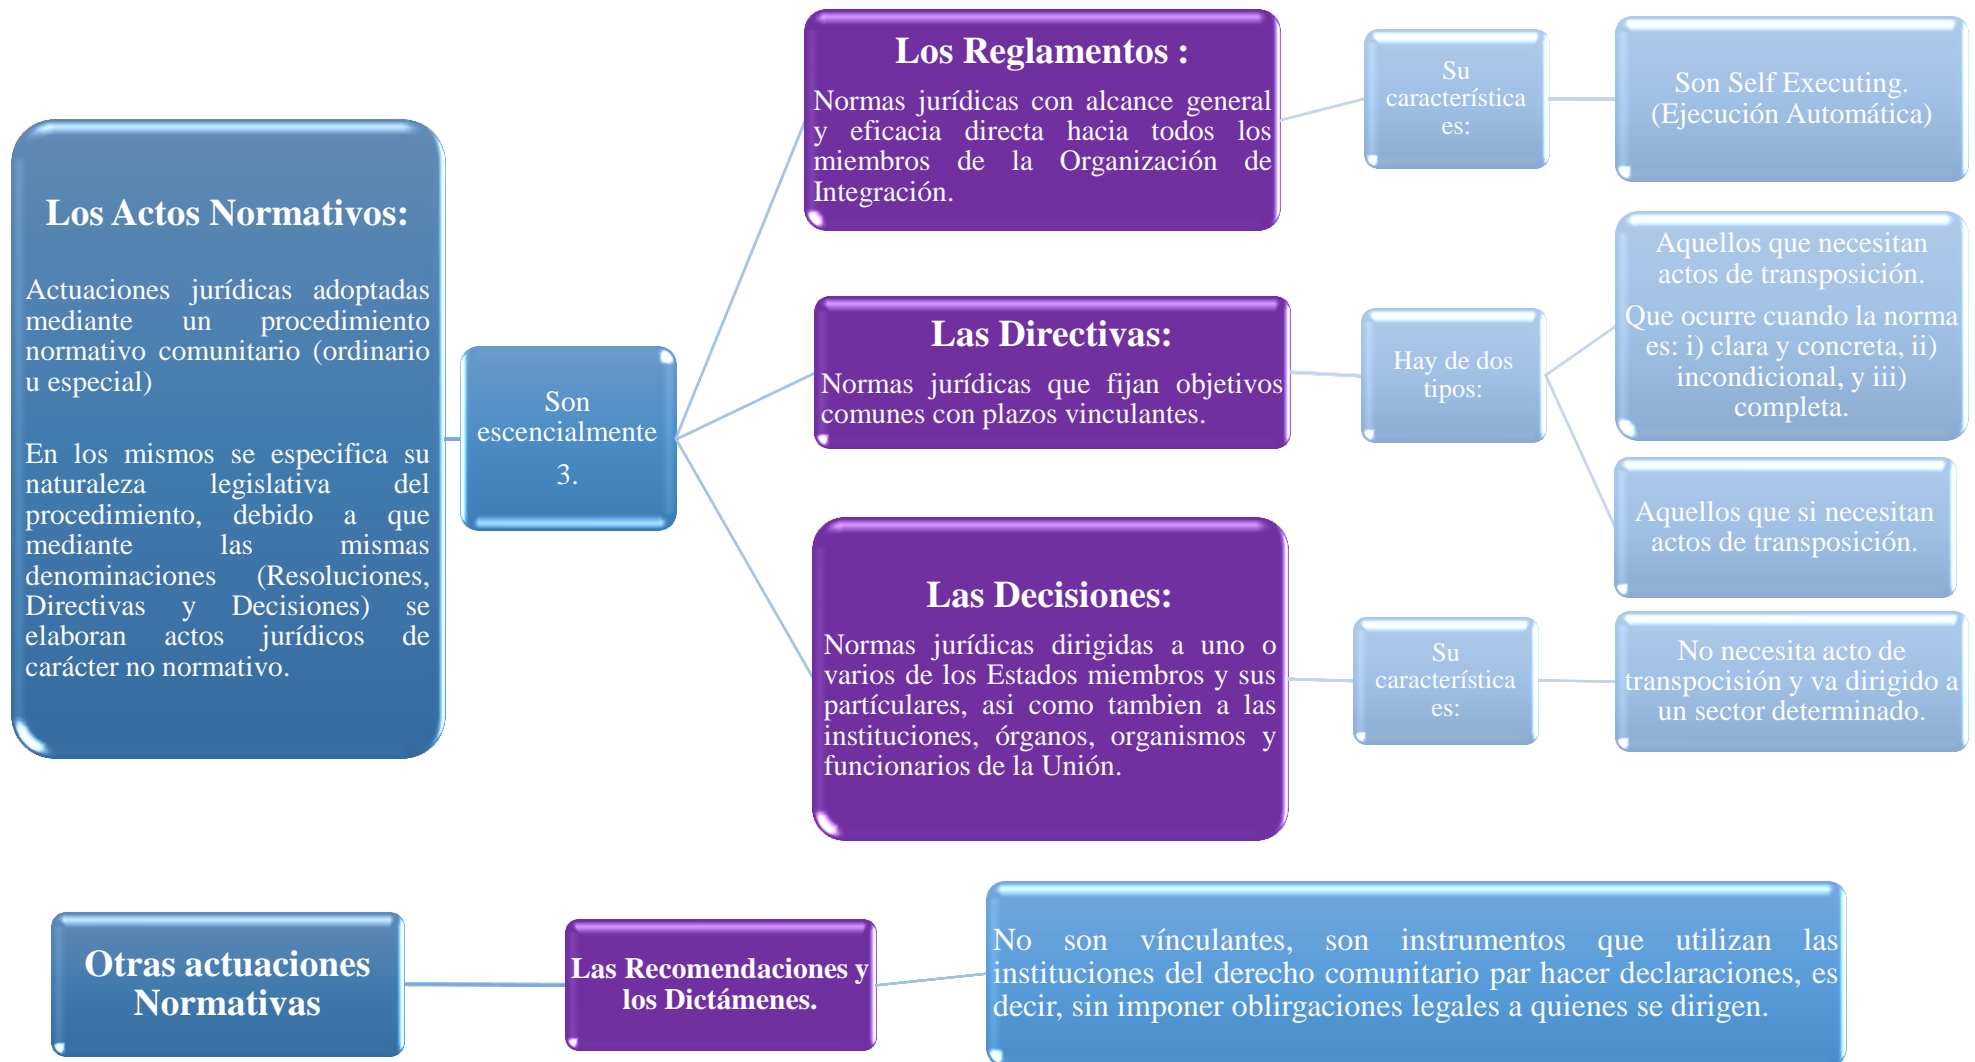 Los Actos Normativos:
Actuaciones jurídicas adoptadas
mediante un procedimiento
normativo comunitario (ordinario
u especial)
En los mismos se especifica su
naturaleza legislativa del
procedimiento, debido a que
mediante las mismas
denominaciones (Resoluciones,
Directivas y Decisiones) se
elaboran actos jurídicos de
carácter no normativo.
Son
escencialmente
3.
Los Reglamentos :
Normas jurídicas con alcance general
y eficacia directa hacia todos los
miembros de la Organización de
Integración.
Su
característica
es:
Son Self Executing.
(Ejecución Automática)
Las Directivas:
Normas jurídicas que fijan objetivos
comunes con plazos vinculantes.
Hay de dos
tipos:
Aquellos que necesitan
actos de transposición.
Que ocurre cuando la norma
es: i) clara y concreta, ii)
incondicional, y iii)
completa.
Aquellos que si necesitan
actos de transposición.
Las Decisiones:
Normas jurídicas dirigidas a uno o
varios de los Estados miembros y sus
partículares, asi como tambien a las
instituciones, órganos, organismos y
funcionarios de la Unión.
Su
característica
es:
No necesita acto de
transpocisión y va dirigido a
un sector determinado.
Otras actuaciones
Normativas
Las Recomendaciones y
los Dictámenes.
No son vínculantes, son instrumentos que utilizan las
instituciones del derecho comunitario par hacer declaraciones, es
decir, sin imponer oblirgaciones legales a quienes se dirigen.